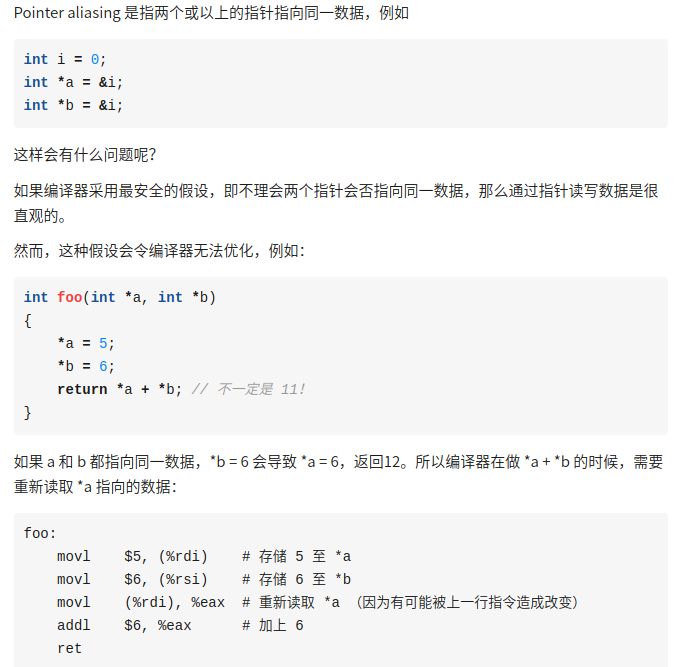 Pointer aliasing 是指两个或以上的指针指向同一数据，例如
int i = 0;
int *a = &i;
int *b = &i;
这样会有什么问题呢？
如果编译器采用最安全的假设，即不理会两个指针会否指向同一数据，那么通过指针读写数据是很
直观的。
然而，这种假设会令编译器无法优化，例如：
int foo(int *a, int *b)
{
    *a = 5;
    *b = 6;
    return *a + *b; // 不一定是 11!
}
如果 a 和 b 都指向同一数据，*b = 6 会导致 *a = 6，返回12。所以编译器在做 *a + *b 的时候，需要
重新读取 *a 指向的数据：
foo:
    movl    $5, (%rdi)    # 存储 5 至 *a
    movl    $6, (%rsi)    # 存储 6 至 *b
    movl    (%rdi), %eax  # 重新读取 *a （因为有可能被上一行指令造成改变）
    addl    $6, %eax      # 加上 6
    ret